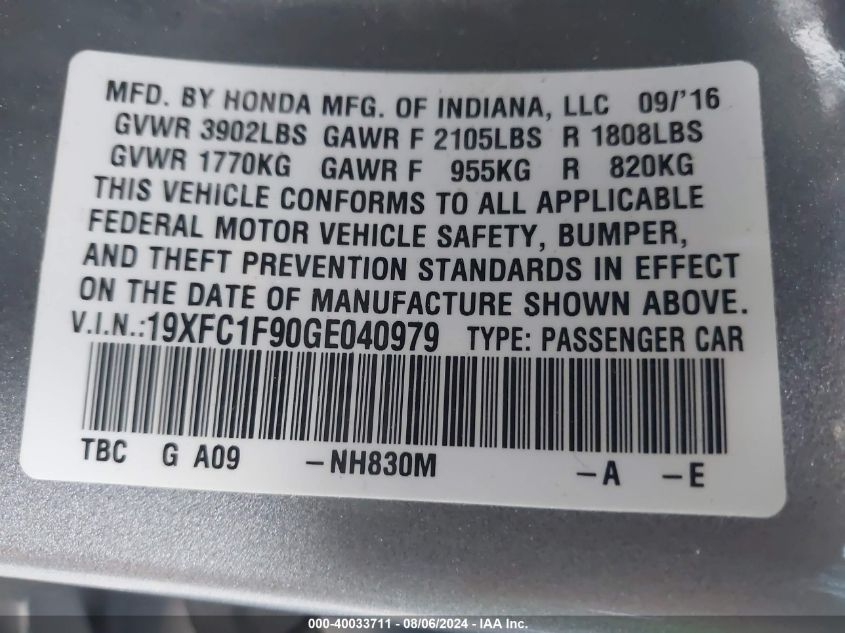 MFD. BY HONDA MFG. OF INDIANA, LLC 09/'16
GVWR 3902LBS GAWR F 2105LBS R 1808LBS
GVWR 1770KG GAWR F 955KG R 820KG
THIS VEHICLE CONFORMS TO ALL APPLICABLE
FEDERAL MOTOR VEHICLE SAFETY, BUMPER,
AND THEFT PREVENTION STANDARDS IN EFFECT
ON THE DATE OF MANUFACTURE SHOWN ABOVE.
V.I.N.:19XFC1F90GE040979 TYPE: PASSENGER CAR
TBC G A09 -NH830M -A -E
000-40033711 - 08/06/2024 - IAA Inc.